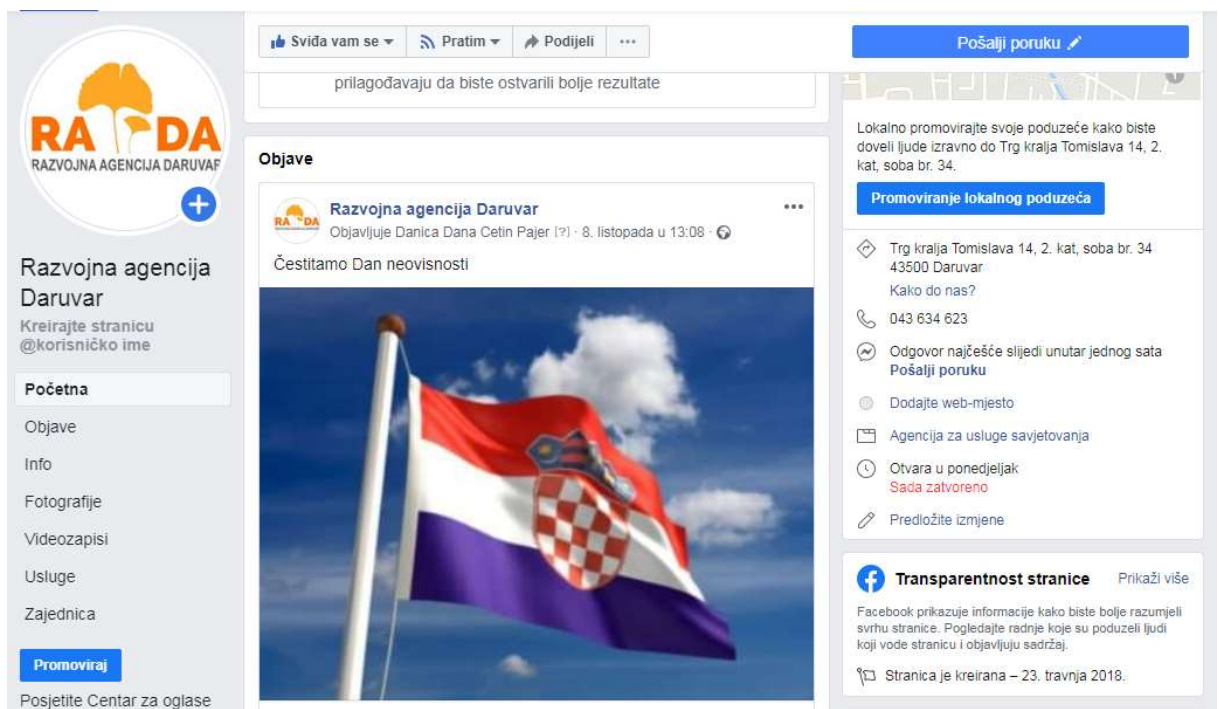 RAZDA
RAZVOJNA AGENCIJA DARUVAR
Razvojna agencija
Daruvar
Kreirajte stranicu
@korisničko ime
Početna
Objave
Info
Fotografije
Videozapisi
Usluge
Zajednica
Promoviraj
Posjetite Centar za oglase
Sviđa vam se
Pratim
Podijeli
prilagođavaju da biste ostvarili bolje rezultate
Objave
Razvojna agencija Daruvar
Objavljuje Danica Dana Cetin Pajer [?] · 8. listopada u 13:08 ·
Čestitamo Dan neovisnosti
Pošalji poruku
Lokalno promovirajte svoje poduzeće kako biste
doveli ljude izravno do Trg kralja Tomislava 14, 2.
kat, soba br. 34.
Promoviranje lokalnog poduzeća
Trg kralja Tomislava 14, 2. kat, soba br. 34
43500 Daruvar
Kako do nas?
043 634 623
Odgovor najčešće slijedi unutar jednog sata
Pošalji poruku
Dodajte web-mjesto
Agencija za usluge savjetovanja
Otvara u ponedjeljak
Sada zatvoreno
Predložite izmjene
Transparentnost stranice Prikaži više
Facebook prikazuje informacije kako biste bolje razumjeli
svrhu stranice. Pogledajte radnje koje su poduzeli ljudi
koji vode stranicu i objavljuju sadržaj.
Stranica je kreirana – 23. travnja 2018.